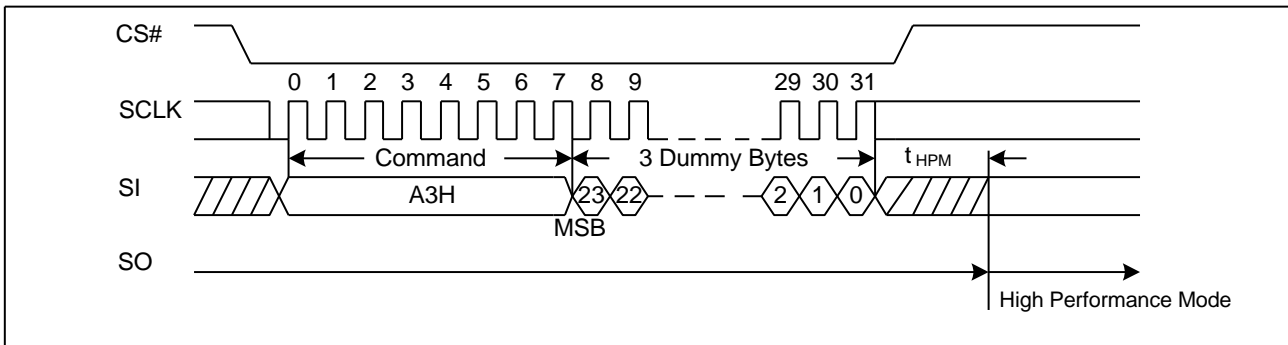 CS#
0 1 2 3 4 5 6 7 8 9 29 30 31
SCLK
Command 3 Dummy Bytes t HPM
SI A3H 23 22 2 1 0
MSB
SO
High Performance Mode